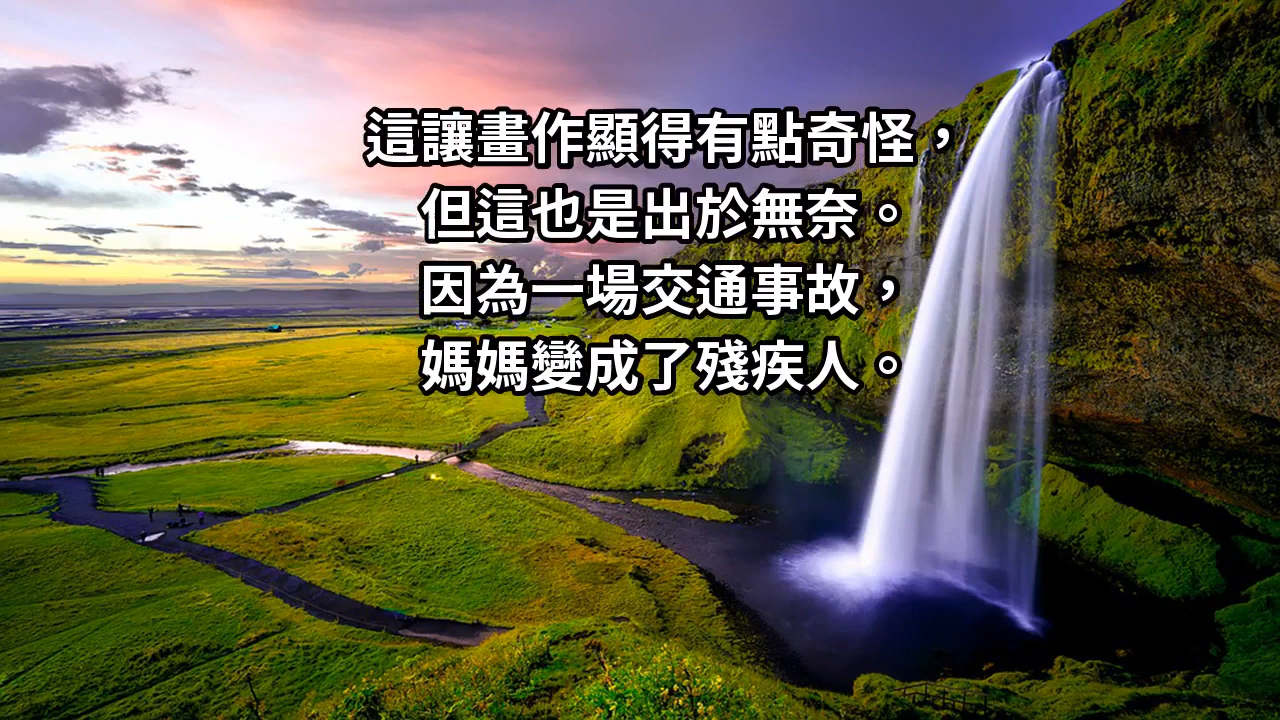 這讓畫作顯得有點奇怪，
但這也是出於無奈。
因為一場交通事故，
媽媽變成了殘疾人。